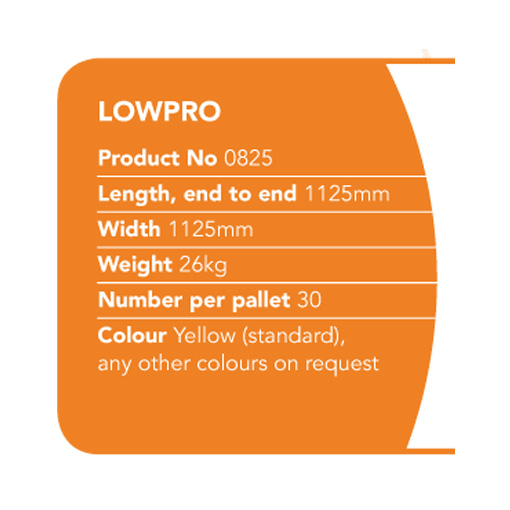 LOWPRO
Product No 0825
Length, end to end 1125mm
Width 1125mm
Weight 26kg
Number per pallet 30
Colour Yellow (standard),
any other colours on request